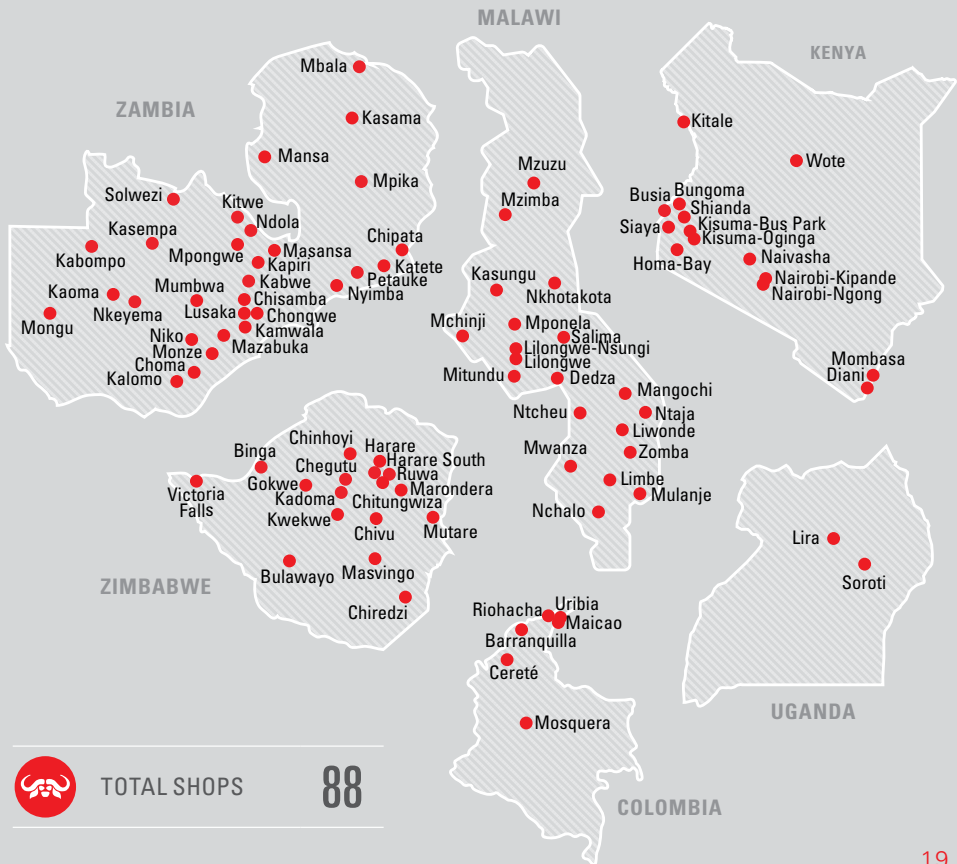 MALAWI
KENYA
ZAMBIA
Mbala
Kasama
Mansa
Mpika
Solwezi
Kitwe
Ndola
Kasempa
Mpongwe
Masansa
Kabompo
Kapiri
Chipata
Katete
Petauke
Nyimba
Kabwe
Mumbwa
Chisamba
Kaoma
Nkeyema
Lusaka
Chongwe
Mongu
Kamwala
Niko
Mazabuka
Monze
Choma
Kalomo
Mzuzu
Mzimba
Kasungu
Nkhotakota
Mchinji
Mponela
Salima
Lilongwe-Nsungi
Lilongwe
Mitundu
Dedza
Mangochi
Ntcheu
Ntaja
Liwonde
Mwanza
Zomba
Limbe
Mulanje
Nchalo
Kitale
Wote
Busia
Bungoma
Shianda
Siaya
Kisuma-Bus Park
Kisuma-Oginga
Homa-Bay
Naivasha
Nairobi-Kipande
Nairobi-Ngong
Mombasa
Diani
Chinhoyi
Harare
Binga
Harare South
Chegutu
Ruwa
Victoria
Falls
Gokwe
Kadoma
Marondera
Chitungwiza
Kwekwe
Chivu
Mutare
Bulawayo
Masvingo
ZIMBABWE
Chiredzi
Lira
Soroti
UGANDA
Riohacha
Uribia
Maicao
Barranquilla
Cereté
Mosquera
COLOMBIA
TOTAL SHOPS 88
19